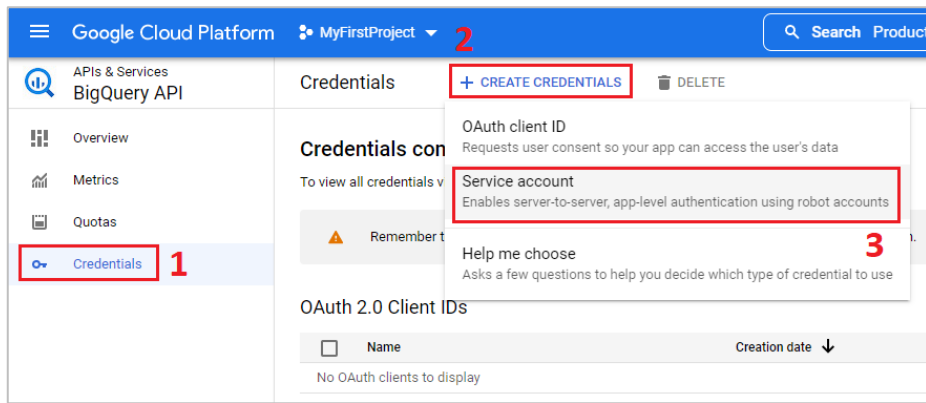 Google Cloud Platform
MyFirstProject
2
Search Product
APIs & Services
BigQuery API
Credentials
+ CREATE CREDENTIALS
DELETE
Overview
Metrics
Quotas
Credentials
1
OAuth client ID
Requests user consent so your app can access the user's data
Service account
Enables server-to-server, app-level authentication using robot accounts
3
Help me choose
Asks a few questions to help you decide which type of credential to use
Credentials con
To view all credentials v
Remember t
n.
OAuth 2.0 Client IDs
Name
Creation date
No OAuth clients to display